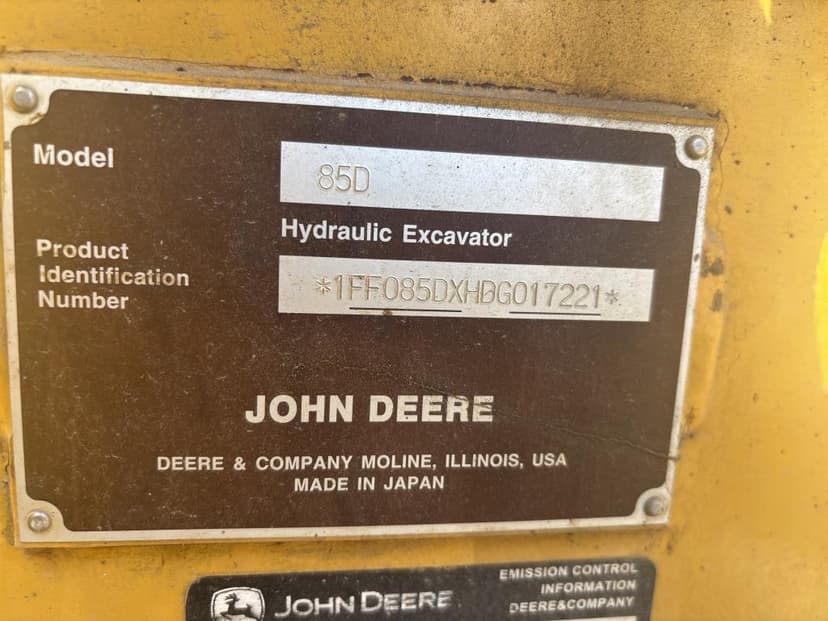 Model
85D
Hydraulic Excavator
Product
Identification
Number
*1FF085DXHDG017221*
JOHN DEERE
DEERE & COMPANY MOLINE, ILLINOIS, USA
MADE IN JAPAN
JOHN DEERE
EMISSION CONTROL
INFORMATION
DEERE&COMPANY